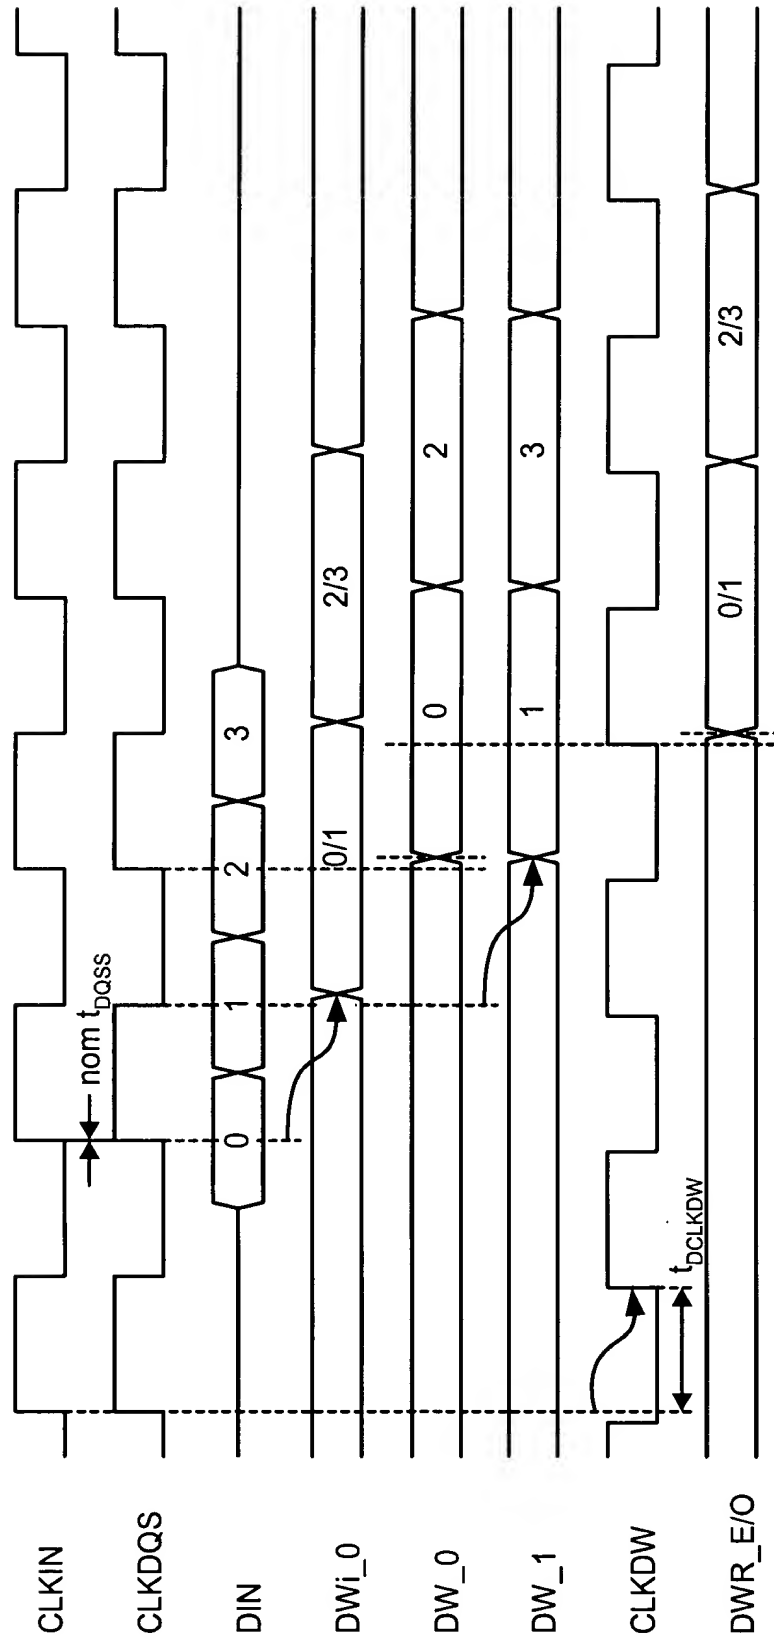 CLKIN
nom tDQSS
CLKDQS
DIN
0
1
2
3
DWi_0
0/1
2/3
DW_0
0
2
DW_1
1
3
CLKDW
tDCLKDW
DWR_E/O
0/1
2/3